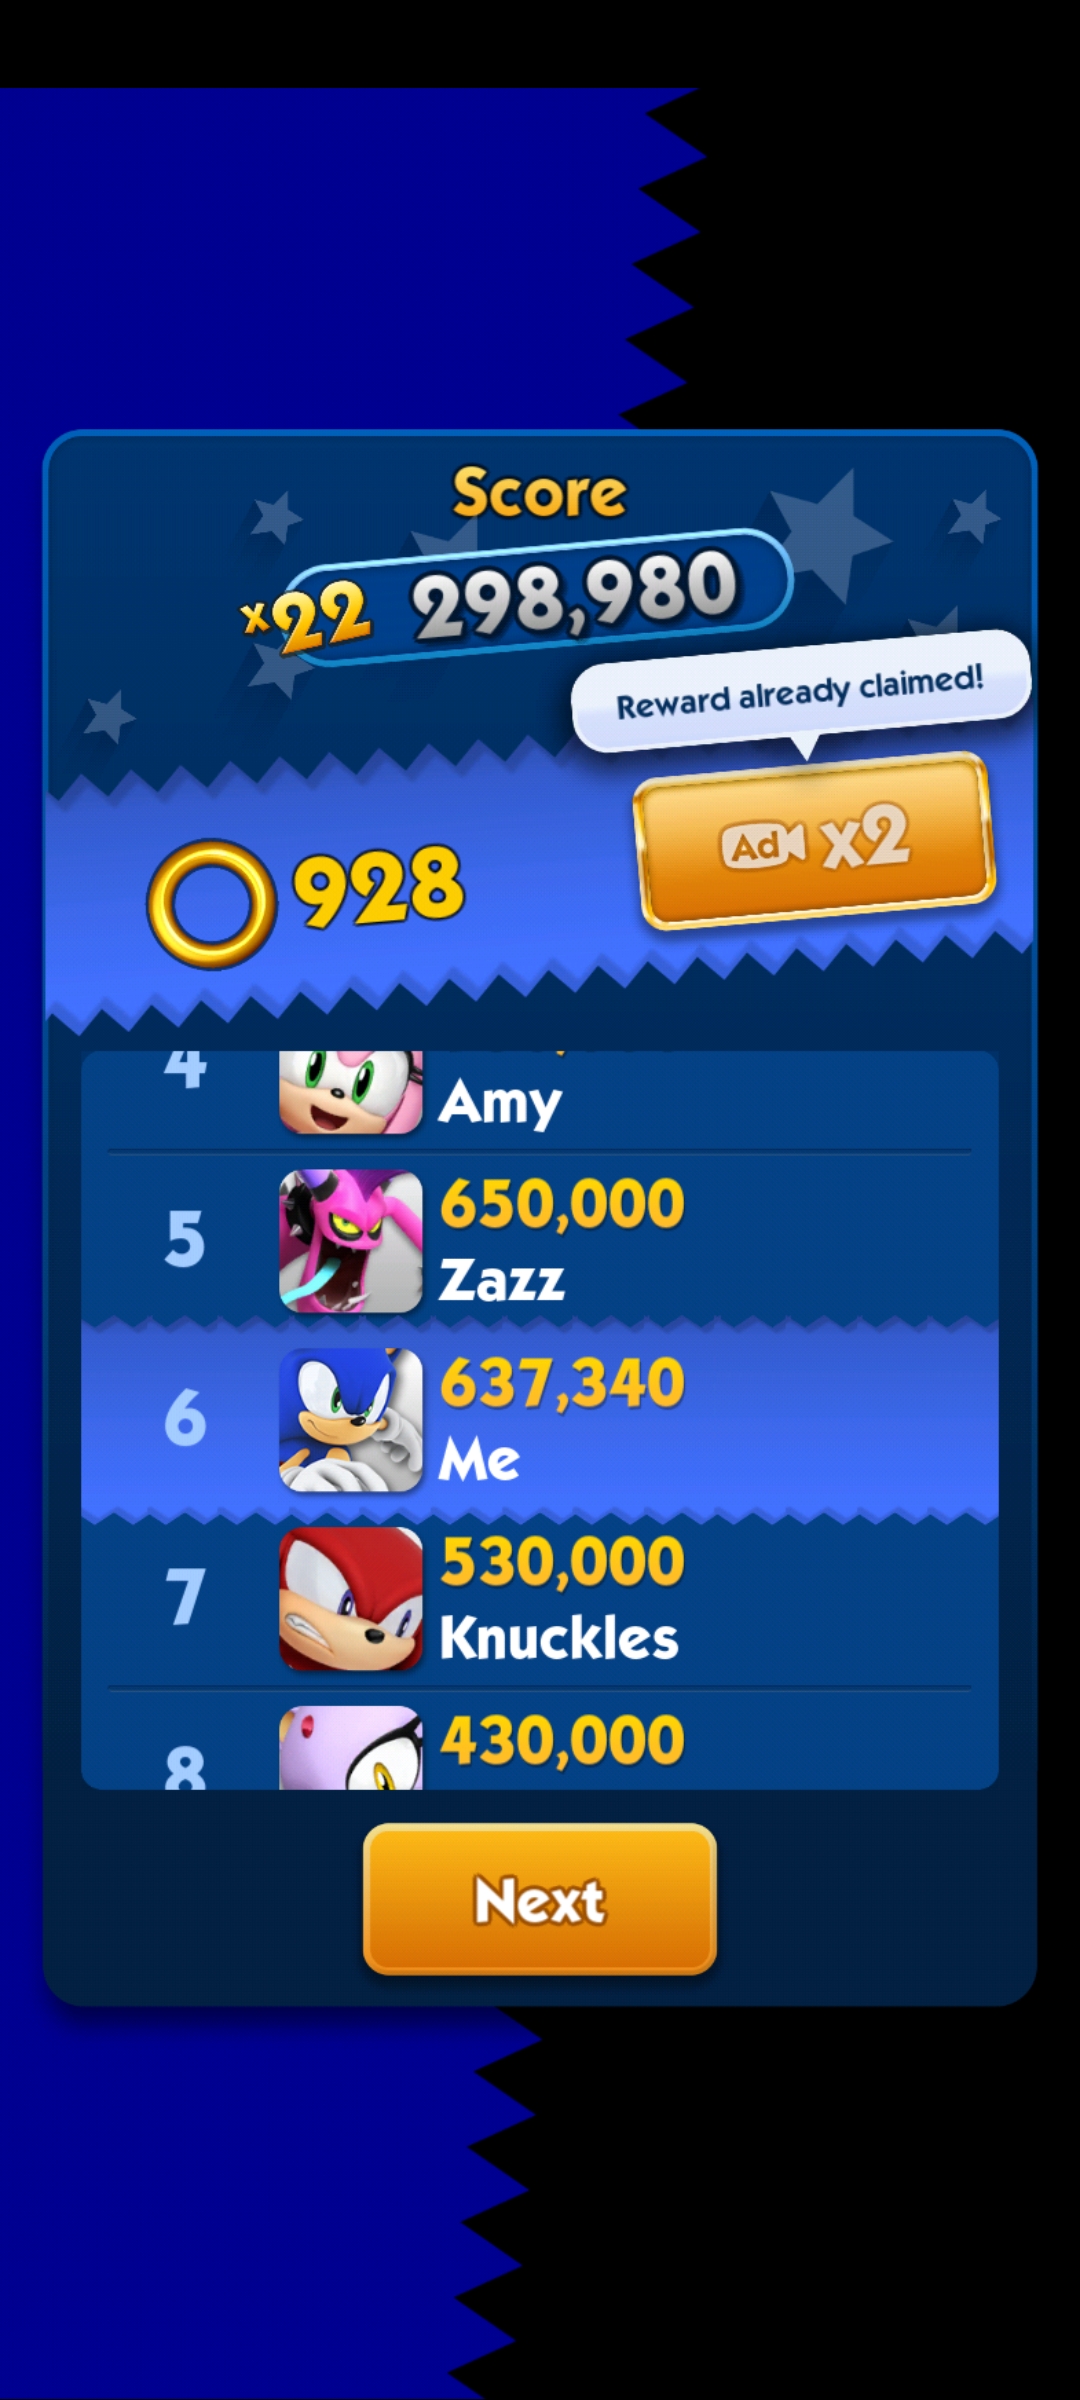 Score
x22 298,980
Reward already claimed!
928
Ad x2
4
Amy
5
650,000
Zazz
6
637,340
Me
7
530,000
Knuckles
8
430,000
Next